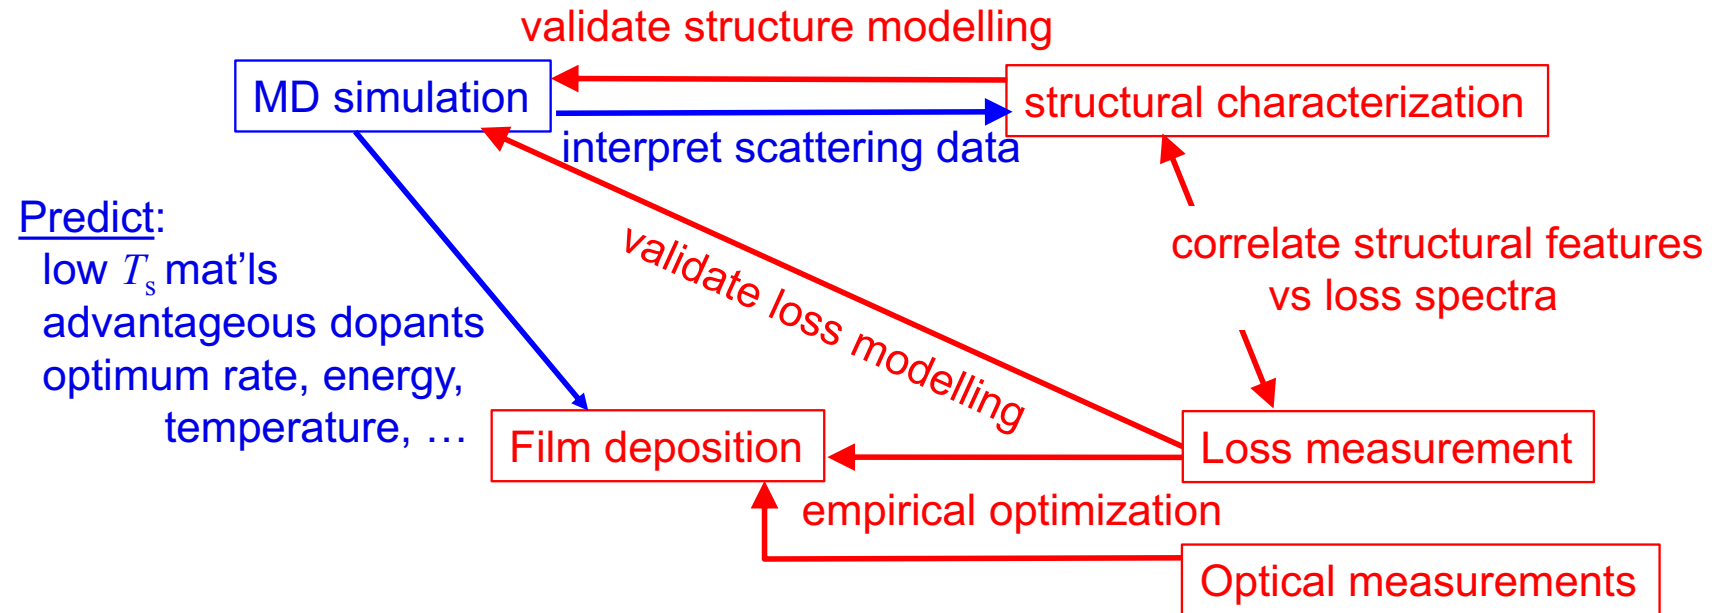 validate structure modelling
MD simulation
structural characterization
interpret scattering data
Predict:
low Ts mat’ls
advantageous dopants
optimum rate, energy,
temperature, …
validate loss modelling
correlate structural features
vs loss spectra
Film deposition
Loss measurement
empirical optimization
Optical measurements